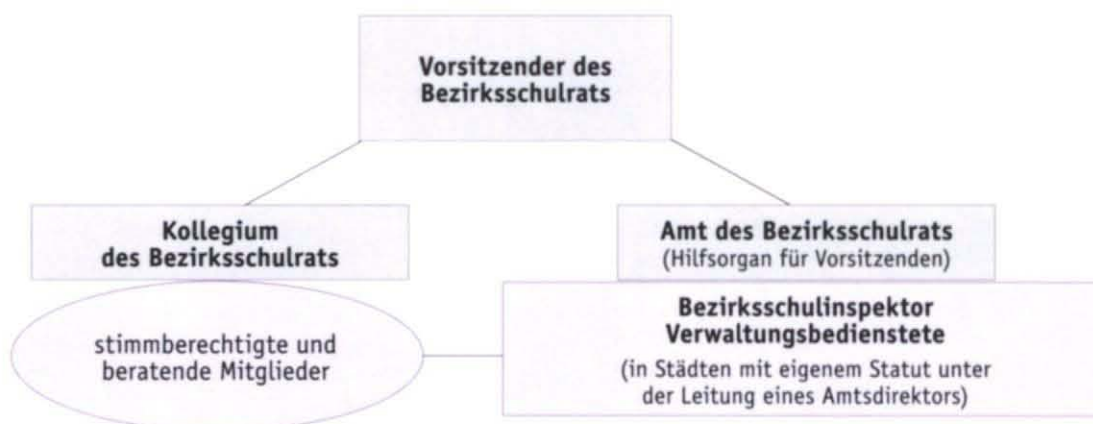 Vorsitzender des
Bezirksschulrats
Kollegium
des Bezirksschulrats
stimmberechtigte und
beratende Mitglieder
Amt des Bezirksschulrats
(Hilfsorgan für Vorsitzenden)
Bezirksschulinspektor
Verwaltungsbedienstete
(in Städten mit eigenem Statut unter
der Leitung eines Amtsdirektors)